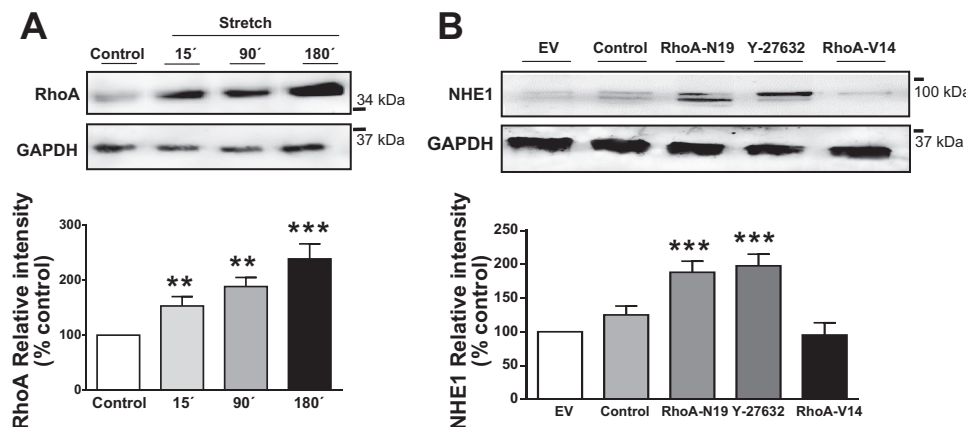 A
Stretch
Control 15´ 90´ 180´
RhoA
34 kDa
37 kDa
GAPDH
RhoA Relative intensity
(% control)
300
200
100
0
** ** ***
Control 15´ 90´ 180´
B
EV Control RhoA-N19 Y-27632 RhoA-V14
NHE1
100 kDa
GAPDH
37 kDa
NHE1 Relative intensity
(% control)
250
200
150
100
50
0
*** ***
EV Control RhoA-N19 Y-27632 RhoA-V14